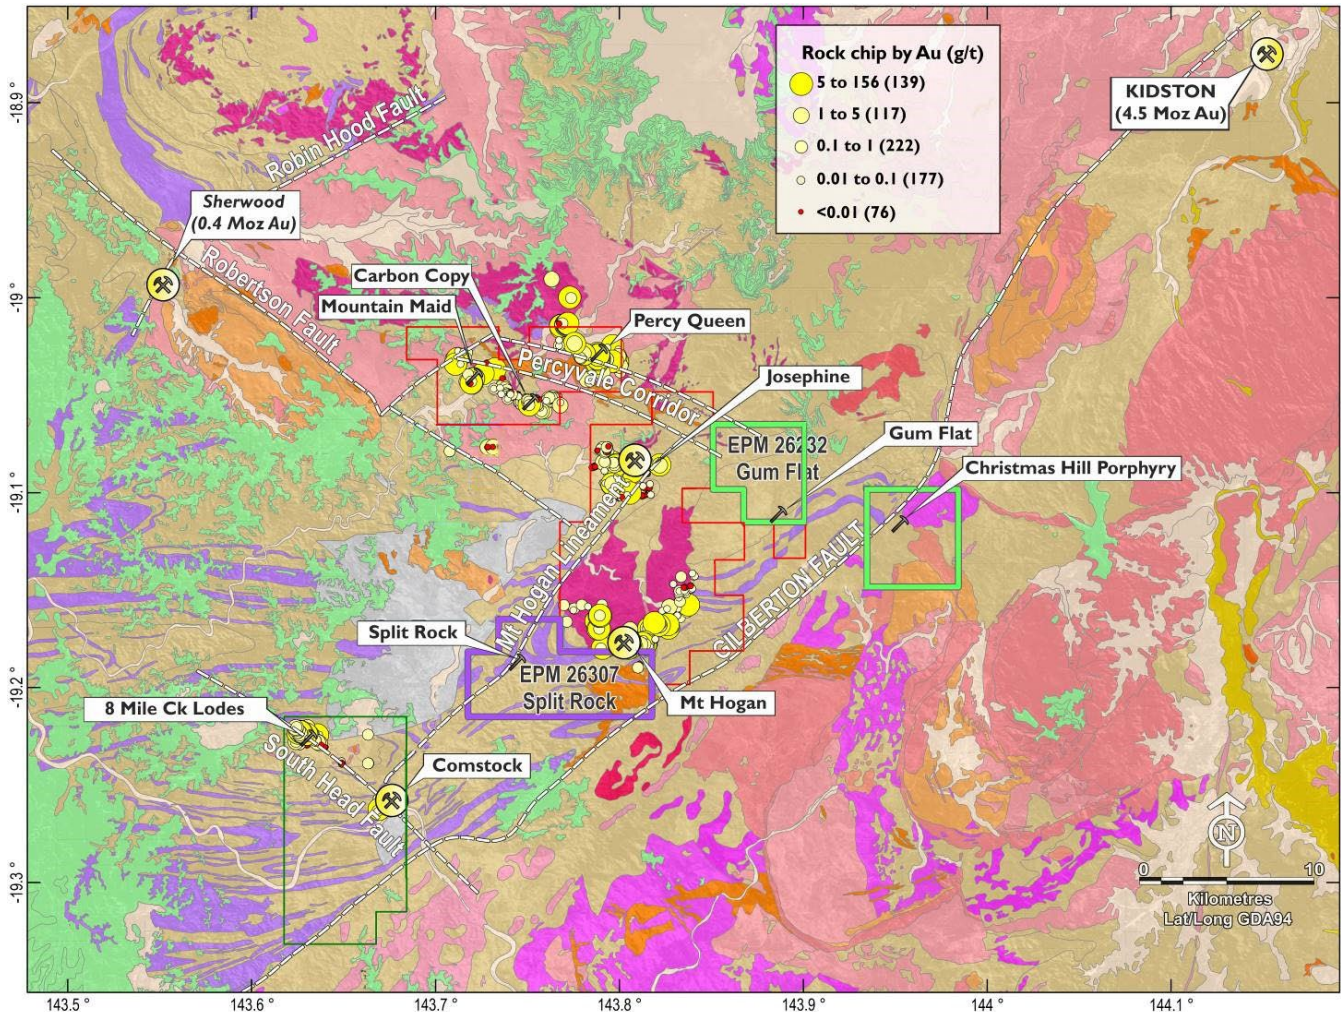 Rock chip by Au (g/t)
5 to 156 (139)
1 to 5 (117)
0.1 to 1 (222)
0.01 to 0.1 (177)
<0.01 (76)
KIDSTON
(4.5 Moz Au)
-18.9
Robin Hood Fault
Sherwood
(0.4 Moz Au)
Robertson Fault
-19
Carbon Copy
Mountain Maid
Percy Queen
Percyvale Corridor
Josephine
EPM 26232
Gum Flat
Gum Flat
Christmas Hill Porphyry
-19.1
Mt Hogan Lineament
GILBERTON FAULT
Split Rock
EPM 26307
Split Rock
-19.2
Mt Hogan
8 Mile Ck Lodes
South Head Fault
Comstock
-19.3
N
0 10
Kilometres
Lat/Long GDA94
143.5 ° 143.6 ° 143.7 ° 143.8 ° 143.9 ° 144 ° 144.1 °